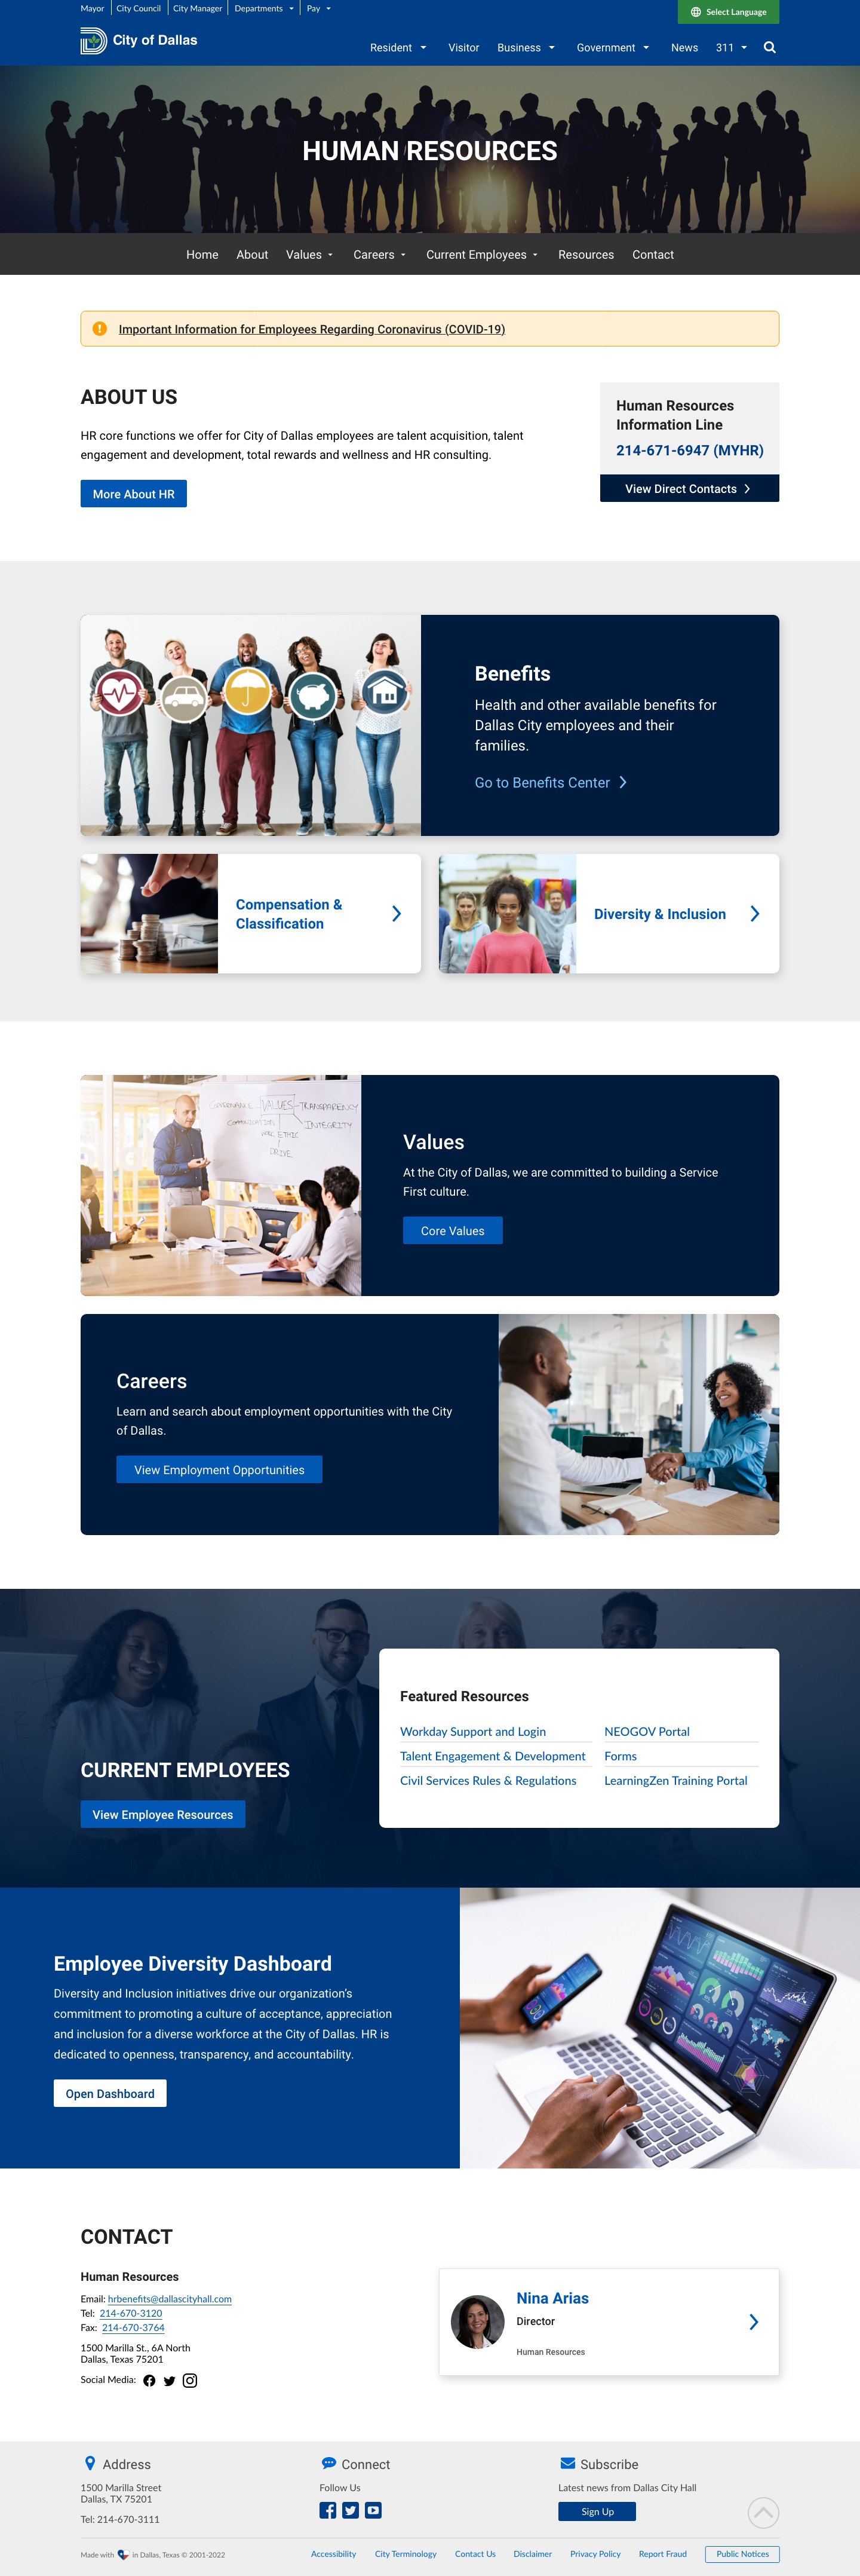 Mayor City Council City Manager Departments Pay
Select Language
City of Dallas
Resident Visitor Business Government News 311
HUMAN RESOURCES
Home About Values Careers Current Employees Resources Contact
Important Information for Employees Regarding Coronavirus (COVID-19)
ABOUT US
HR core functions we offer for City of Dallas employees are talent acquisition, talent
engagement and development, total rewards and wellness and HR consulting.
More About HR
Human Resources
Information Line
214-671-6947 (MYHR)
View Direct Contacts
Benefits
Health and other available benefits for
Dallas City employees and their
families.
Go to Benefits Center
Compensation &
Classification
Diversity & Inclusion
GOVERNANCE VALUES TRANSPARENCY
COMMUNICATION INTEGRITY
WORK ETHIC
DRIVE
Values
At the City of Dallas, we are committed to building a Service
First culture.
Core Values
Careers
Learn and search about employment opportunities with the City
of Dallas.
View Employment Opportunities
CURRENT EMPLOYEES
View Employee Resources
Featured Resources
Workday Support and Login
Talent Engagement & Development
Civil Services Rules & Regulations
NEOGOV Portal
Forms
LearningZen Training Portal
Employee Diversity Dashboard
Diversity and Inclusion initiatives drive our organization's
commitment to promoting a culture of acceptance, appreciation
and inclusion for a diverse workforce at the City of Dallas. HR is
dedicated to openness, transparency, and accountability.
Open Dashboard
CONTACT
Human Resources
Email: hrbenefits@dallascityhall.com
Tel: 214-670-3120
Fax: 214-670-3764
1500 Marilla St., 6A North
Dallas, Texas 75201
Social Media:
Nina Arias
Director
Human Resources
Address
1500 Marilla Street
Dallas, TX 75201
Tel: 214-670-3111
Connect
Follow Us
Subscribe
Latest news from Dallas City Hall
Sign Up
Made with in Dallas, Texas © 2001-2022
Accessibility City Terminology Contact Us Disclaimer Privacy Policy Report Fraud Public Notices